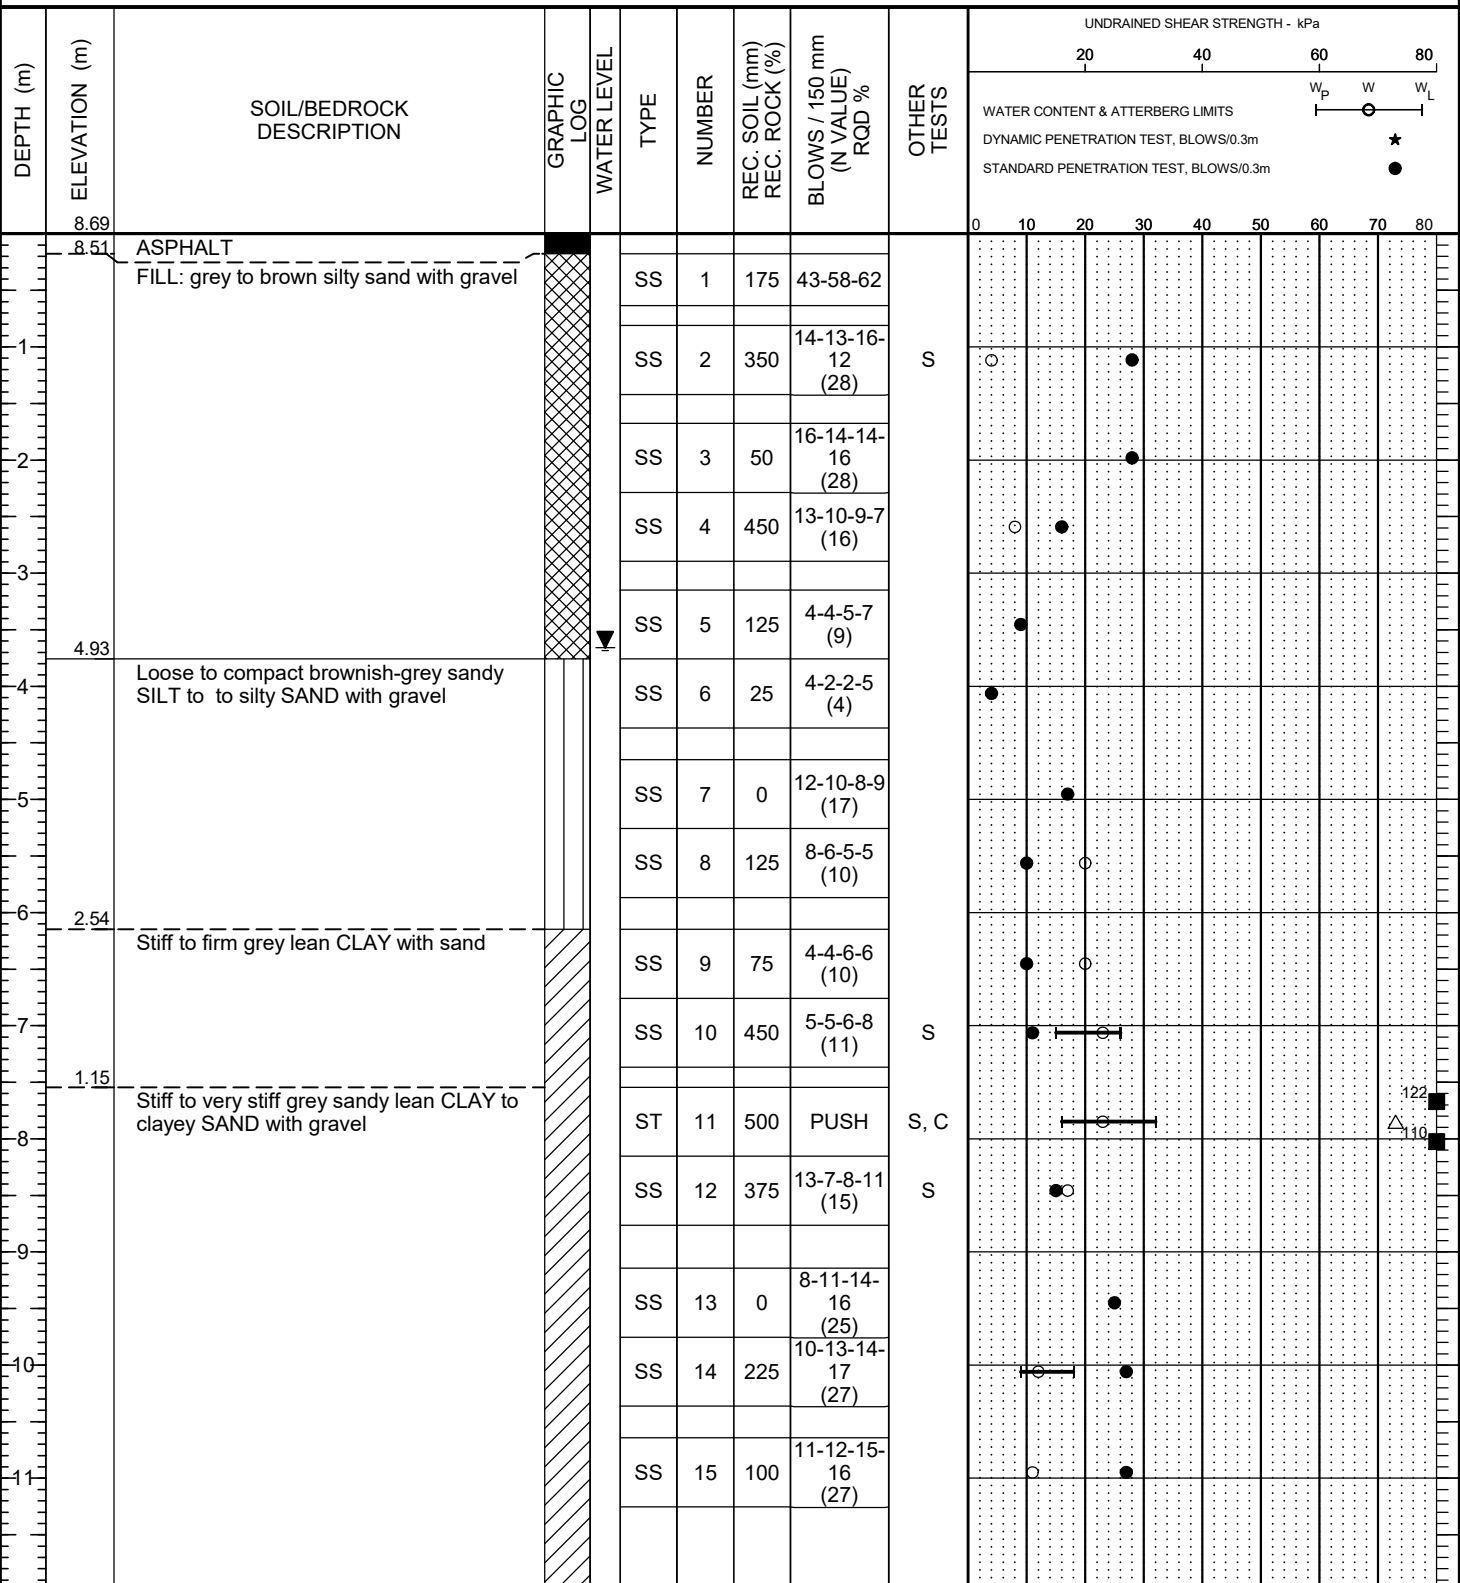 DEPTH (m)
ELEVATION (m)
SOIL/BEDROCK
DESCRIPTION
GRAPHIC
LOG
WATER LEVEL
TYPE
NUMBER
REC. SOIL (mm)
REC. ROCK (%)
BLOWS / 150 mm
(N VALUE)
RQD %
OTHER
TESTS
UNDRAINED SHEAR STRENGTH - kPa
20 40 60 80
WP W WL
WATER CONTENT & ATTERBERG LIMITS
DYNAMIC PENETRATION TEST, BLOWS/0.3m
STANDARD PENETRATION TEST, BLOWS/0.3m
0 10 20 30 40 50 60 70 80
8.69
8.51 ASPHALT
FILL: grey to brown silty sand with gravel
SS 1 175 43-58-62
1
SS 2 350 14-13-16-
12
(28)
S
SS 3 50 16-14-14-
16
(28)
2
SS 4 450 13-10-9-7
(16)
3
SS 5 125 4-4-5-7
(9)
4.93
Loose to compact brownish-grey sandy
SILT to to silty SAND with gravel
4
SS 6 25 4-2-2-5
(4)
SS 7 0 12-10-8-9
(17)
5
SS 8 125 8-6-5-5
(10)
6
2.54
Stiff to firm grey lean CLAY with sand
SS 9 75 4-4-6-6
(10)
7
SS 10 450 5-5-6-8
(11)
S
1.15
Stiff to very stiff grey sandy lean CLAY to
clayey SAND with gravel
122
ST 11 500 PUSH S, C
110
8
SS 12 375 13-7-8-11
(15)
S
9
SS 13 0 8-11-14-
16
(25)
10
SS 14 225 10-13-14-
17
(27)
SS 15 100 11-12-15-
16
(27)
11